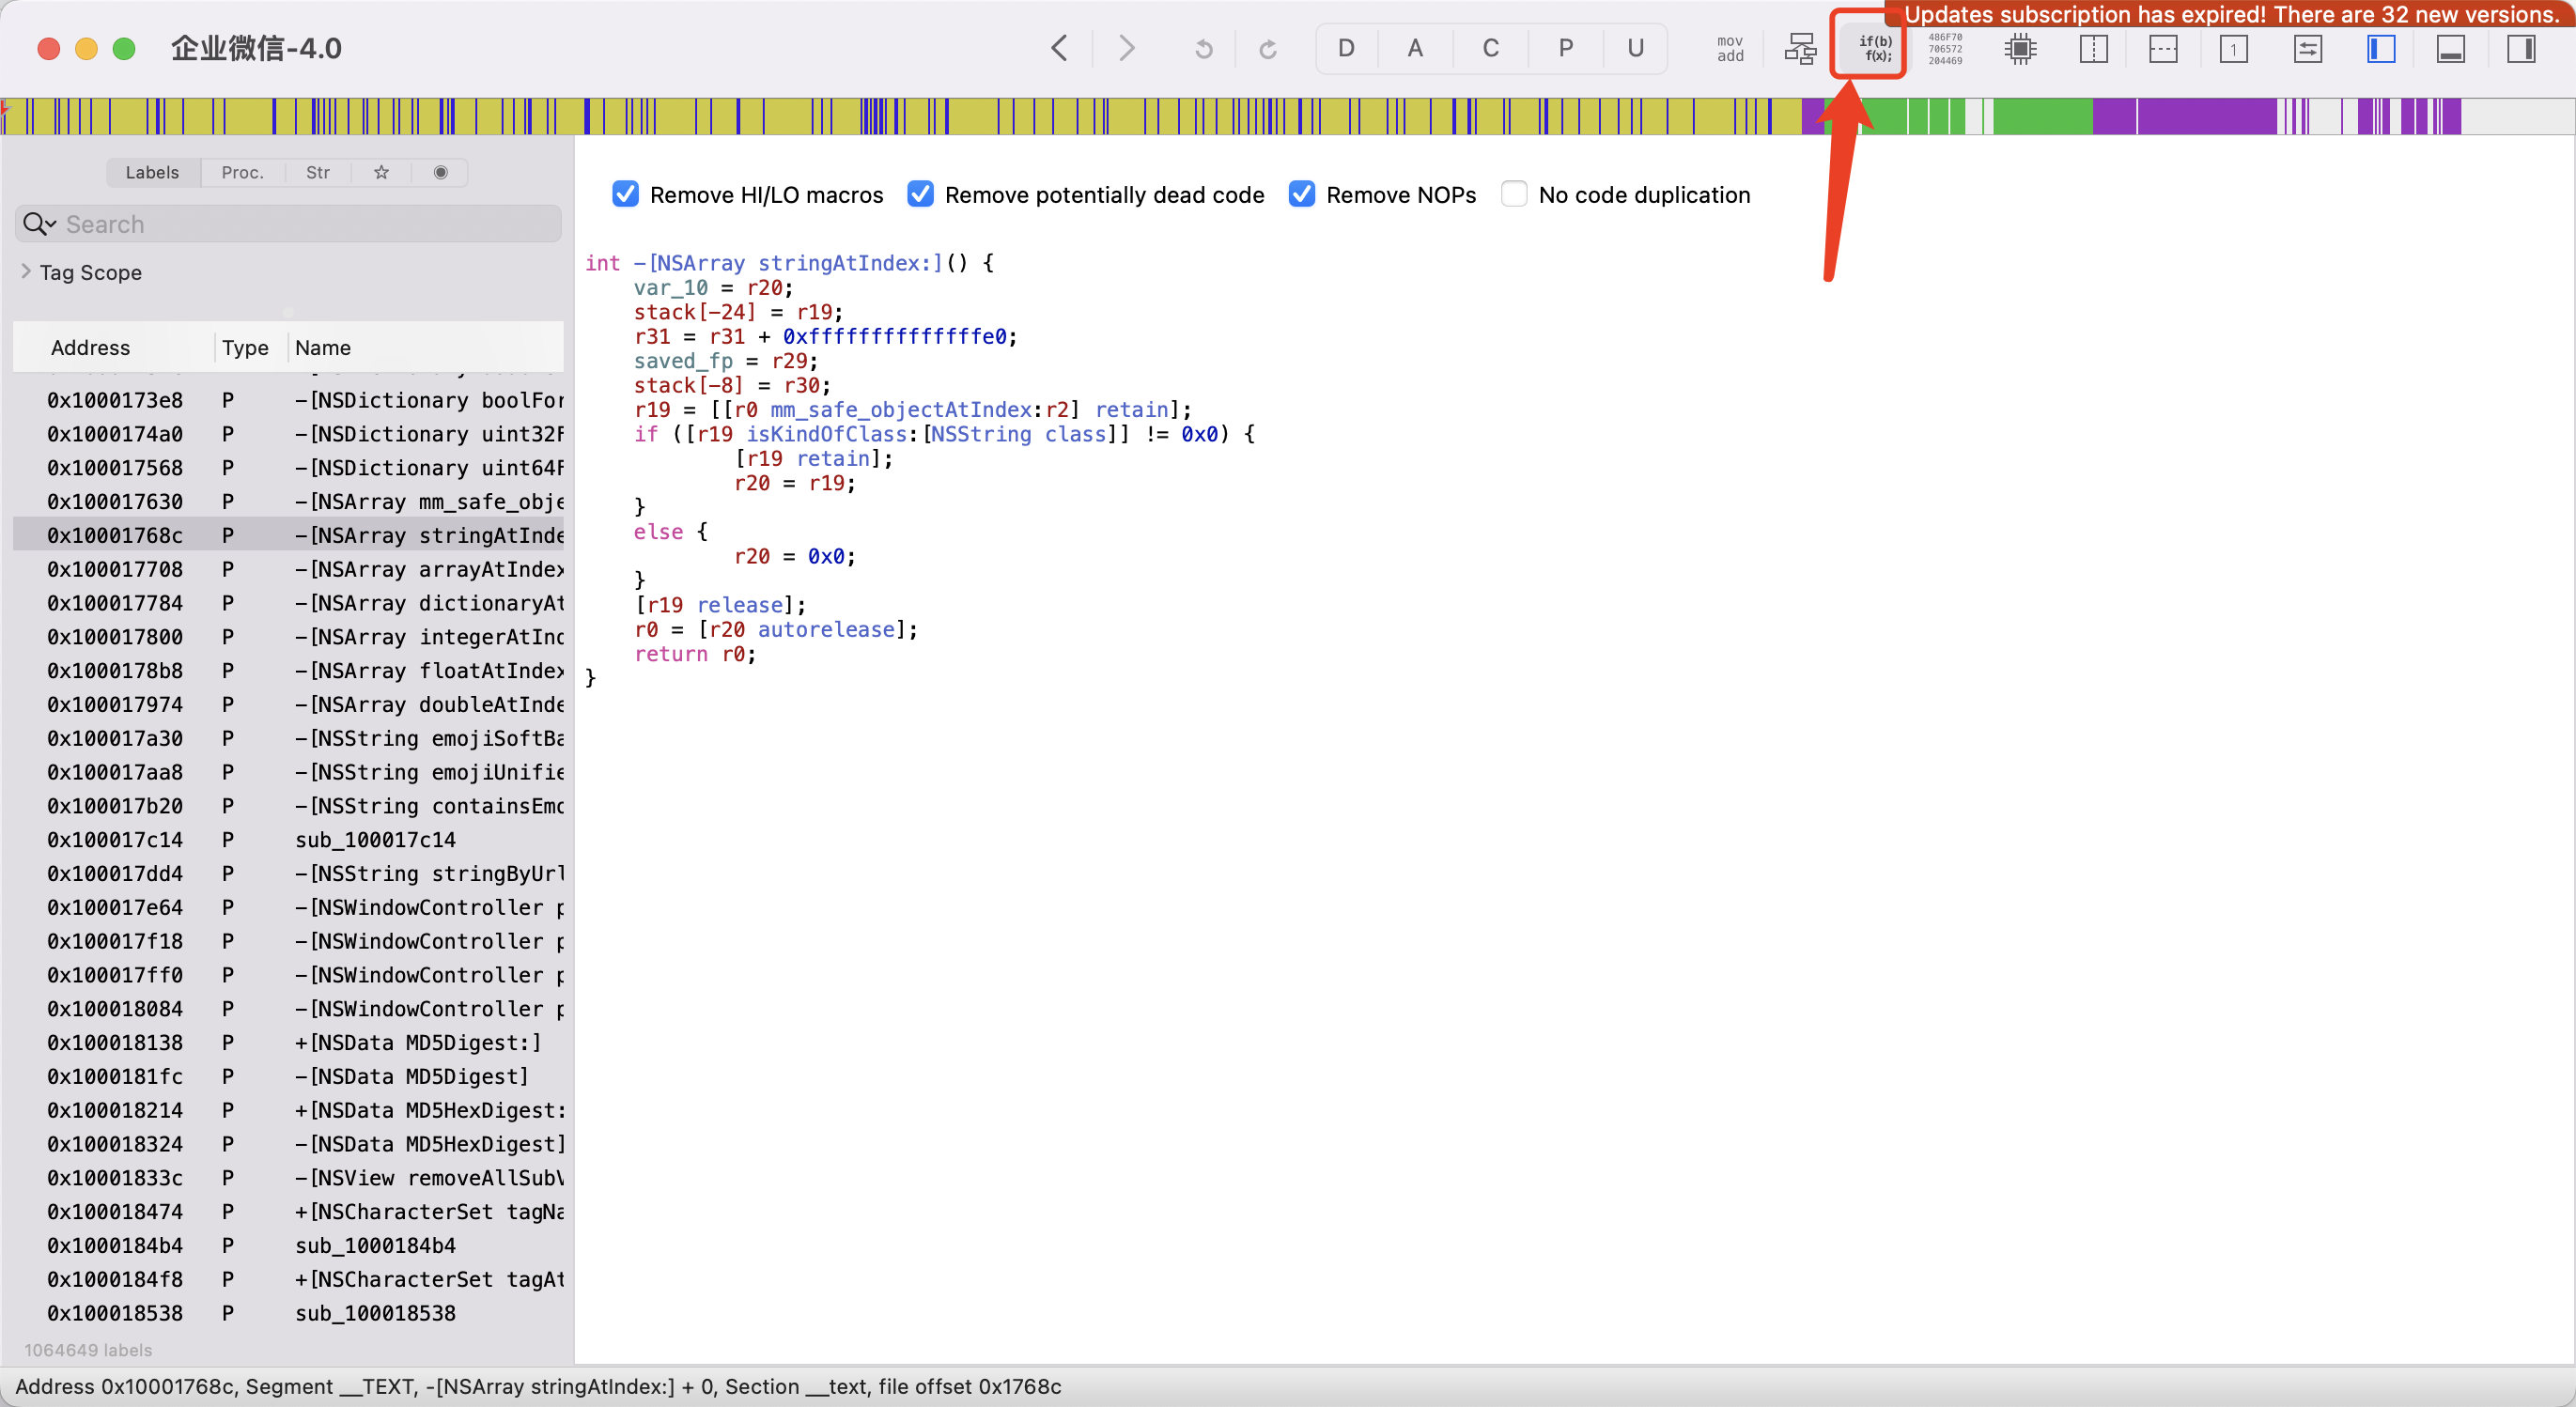 Updates subscription has expired! There are 32 new versions.
企业微信-4.0
D A C P U
mov
add
if(b)
f(x);
486F70
706572
204469
1
Labels Proc. Str
Search
Tag Scope
Address Type Name
0x1000173e8 P -[NSDictionary boolFor
0x1000174a0 P -[NSDictionary uint32F
0x100017568 P -[NSDictionary uint64F
0x100017630 P -[NSArray mm_safe_obje
0x10001768c P -[NSArray stringAtInde
0x100017708 P -[NSArray arrayAtIndex
0x100017784 P -[NSArray dictionaryAt
0x100017800 P -[NSArray integerAtInd
0x1000178b8 P -[NSArray floatAtIndex
0x100017974 P -[NSArray doubleAtInde
0x100017a30 P -[NSString emojiSoftBa
0x100017aa8 P -[NSString emojiUnifie
0x100017b20 P -[NSString containsEmo
0x100017c14 P sub_100017c14
0x100017dd4 P -[NSString stringByUrl
0x100017e64 P -[NSWindowController p
0x100017f18 P -[NSWindowController p
0x100017ff0 P -[NSWindowController p
0x100018084 P -[NSWindowController p
0x100018138 P +[NSData MD5Digest:]
0x1000181fc P -[NSData MD5Digest]
0x100018214 P +[NSData MD5HexDigest:
0x100018324 P -[NSData MD5HexDigest]
0x10001833c P -[NSView removeAllSubV
0x100018474 P +[NSCharacterSet tagNa
0x1000184b4 P sub_1000184b4
0x1000184f8 P +[NSCharacterSet tagAt
0x100018538 P sub_100018538
1064649 labels
Remove HI/LO macros Remove potentially dead code Remove NOPs No code duplication
int -[NSArray stringAtIndex:]() {
var_10 = r20;
stack[-24] = r19;
r31 = r31 + 0xffffffffffffffe0;
saved_fp = r29;
stack[-8] = r30;
r19 = [[r0 mm_safe_objectAtIndex:r2] retain];
if ([r19 isKindOfClass:[NSString class]] != 0x0) {
[r19 retain];
r20 = r19;
}
else {
r20 = 0x0;
}
[r19 release];
r0 = [r20 autorelease];
return r0;
}
Address 0x10001768c, Segment __TEXT, -[NSArray stringAtIndex:] + 0, Section __text, file offset 0x1768c